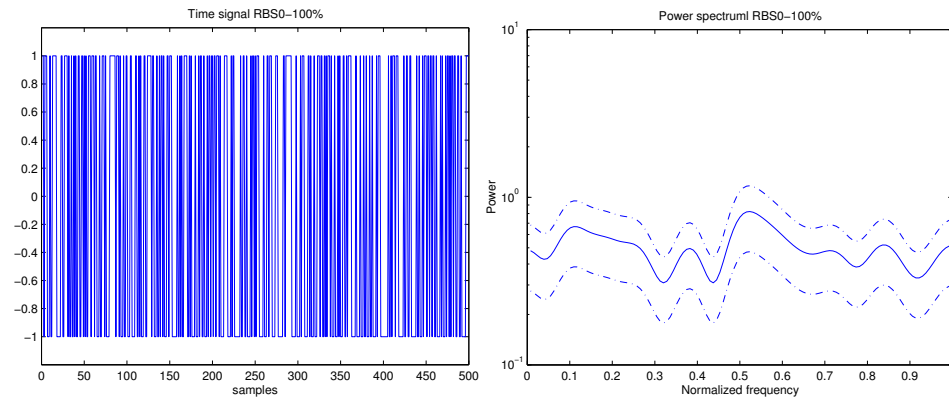 Time signal RBS0−100%
1
0.8
0.6
0.4
0.2
0
−0.2
−0.4
−0.6
−0.8
−1
0 50 100 150 200 250 300 350 400 450 500
samples
Power spectruml RBS0−100%
Power
10^1
10^0
10^−1
0 0.1 0.2 0.3 0.4 0.5 0.6 0.7 0.8 0.9
Normalized frequency